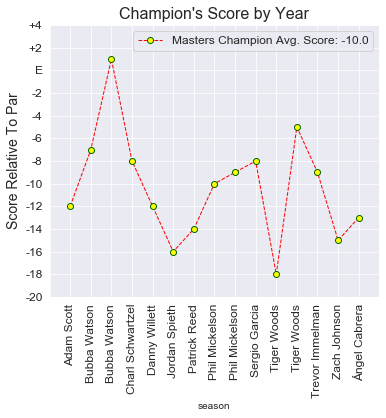 Champion's Score by Year
Masters Champion Avg. Score: -10.0
Score Relative To Par
+4
+2
E
-2
-4
-6
-8
-10
-12
-14
-16
-18
-20
Adam Scott
Bubba Watson
Bubba Watson
Charl Schwartzel
Danny Willett
Jordan Spieth
Patrick Reed
Phil Mickelson
Phil Mickelson
Sergio Garcia
Tiger Woods
Tiger Woods
Trevor Immelman
Zach Johnson
Ángel Cabrera
season